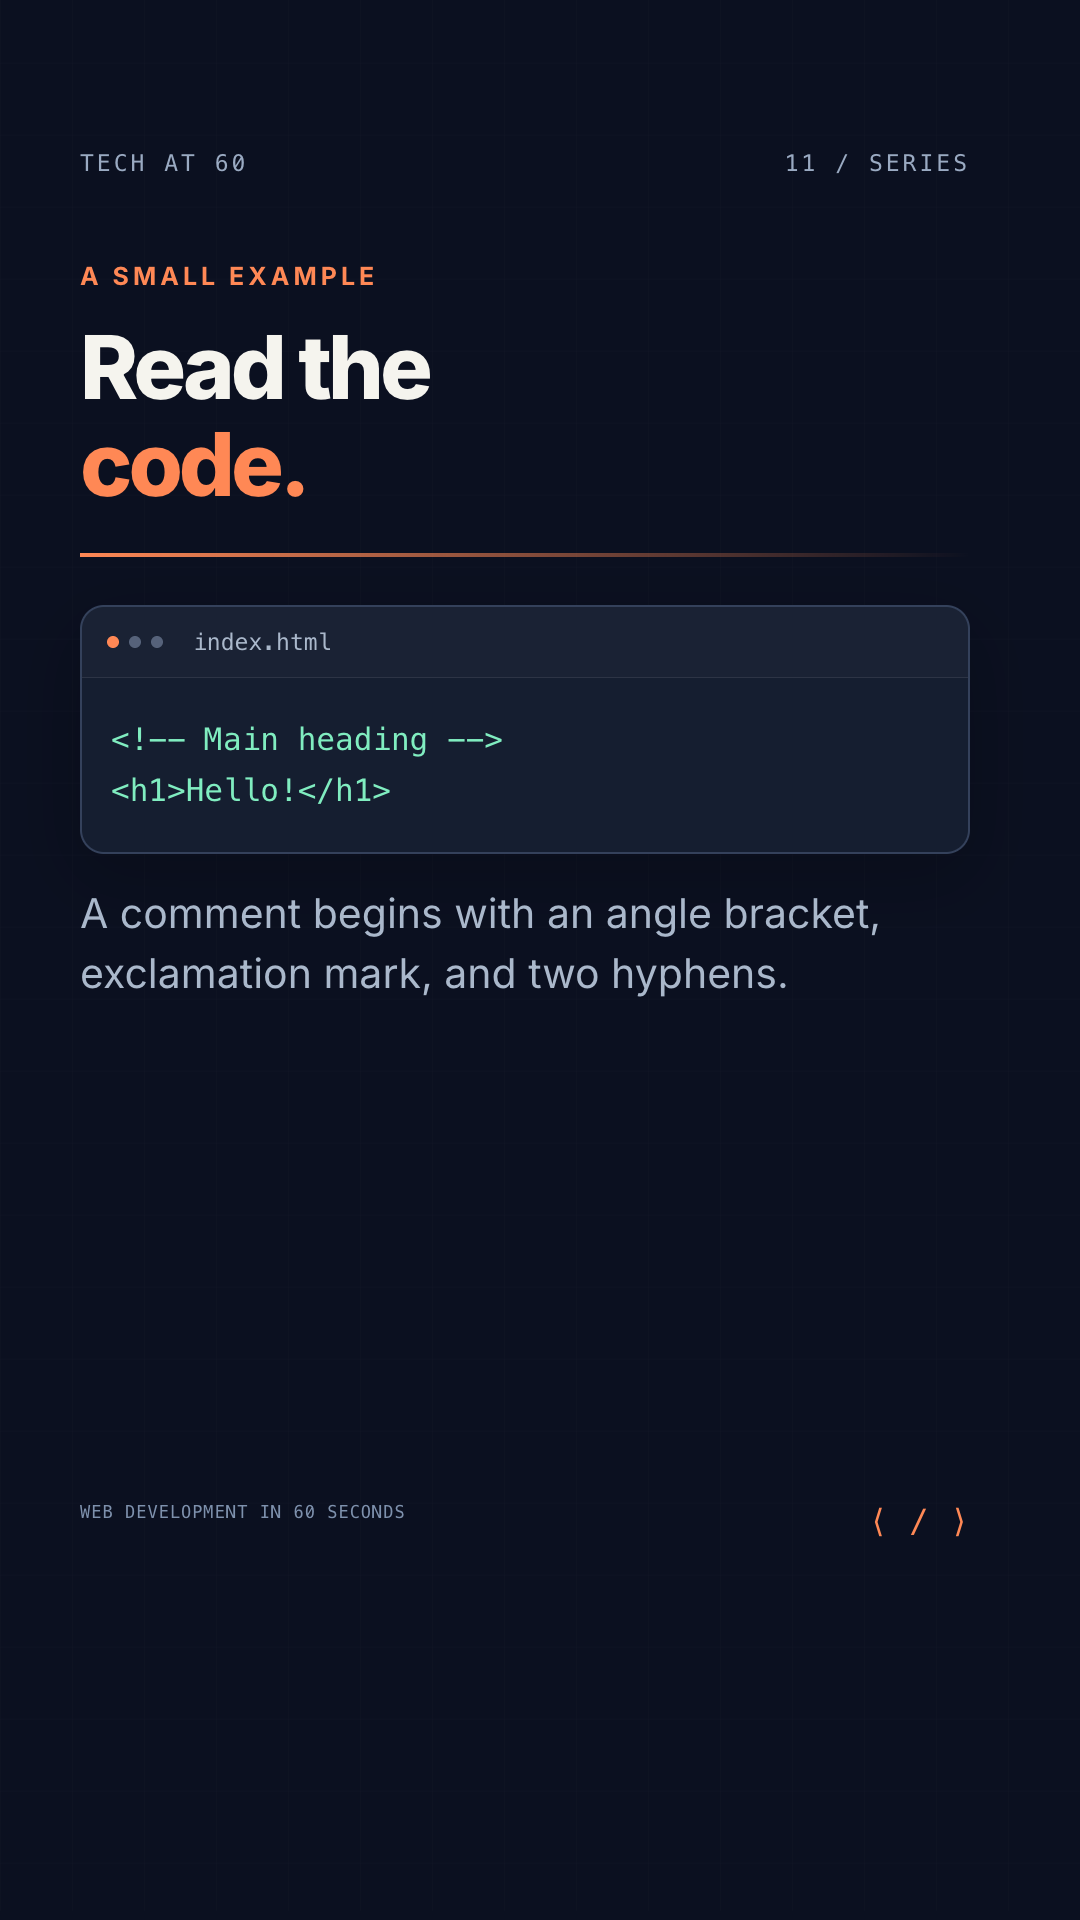 TECH AT 60
11 / SERIES
A SMALL EXAMPLE
Read the
code.
index.html
<!-- Main heading -->
<h1>Hello!</h1>
A comment begins with an angle bracket,
exclamation mark, and two hyphens.
WEB DEVELOPMENT IN 60 SECONDS
⟨ / ⟩